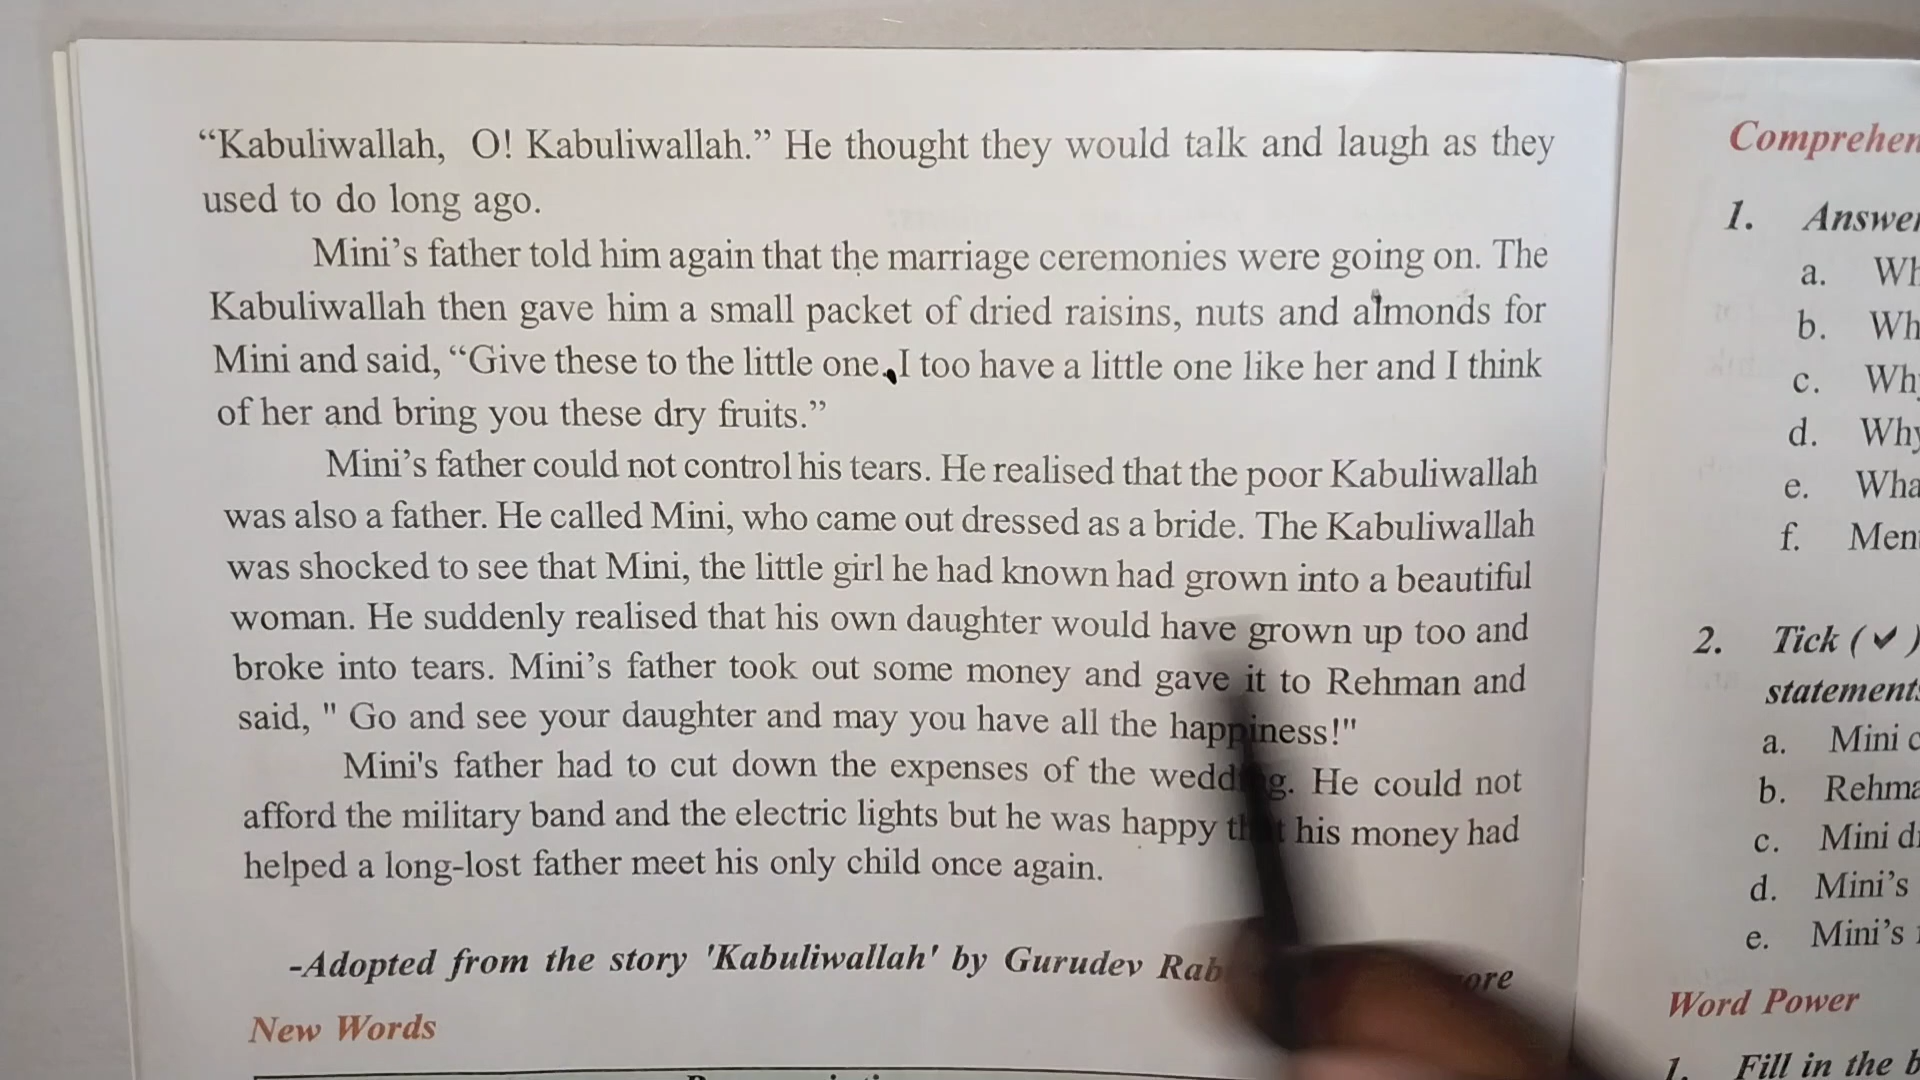 “Kabuliwallah, O! Kabuliwallah.” He thought they would talk and laugh as they
used to do long ago.
Mini’s father told him again that the marriage ceremonies were going on. The
Kabuliwallah then gave him a small packet of dried raisins, nuts and almonds for
Mini and said, “Give these to the little one. I too have a little one like her and I think
of her and bring you these dry fruits.”
Mini’s father could not control his tears. He realised that the poor Kabuliwallah
was also a father. He called Mini, who came out dressed as a bride. The Kabuliwallah
was shocked to see that Mini, the little girl he had known had grown into a beautiful
woman. He suddenly realised that his own daughter would have grown up too and
broke into tears. Mini’s father took out some money and gave it to Rehman and
said, " Go and see your daughter and may you have all the happiness!"
Mini's father had to cut down the expenses of the wedding. He could not
afford the military band and the electric lights but he was happy that his money had
helped a long-lost father meet his only child once again.
-Adopted from the story 'Kabuliwallah' by Gurudev
New Words
1.
a.
b.
c.
d. Why
e.
f.
2. Tick (✓)
a. Mini
b.
c. Mini
d. Mini’s
e. Mini’s
Word Power
1. Fill in the